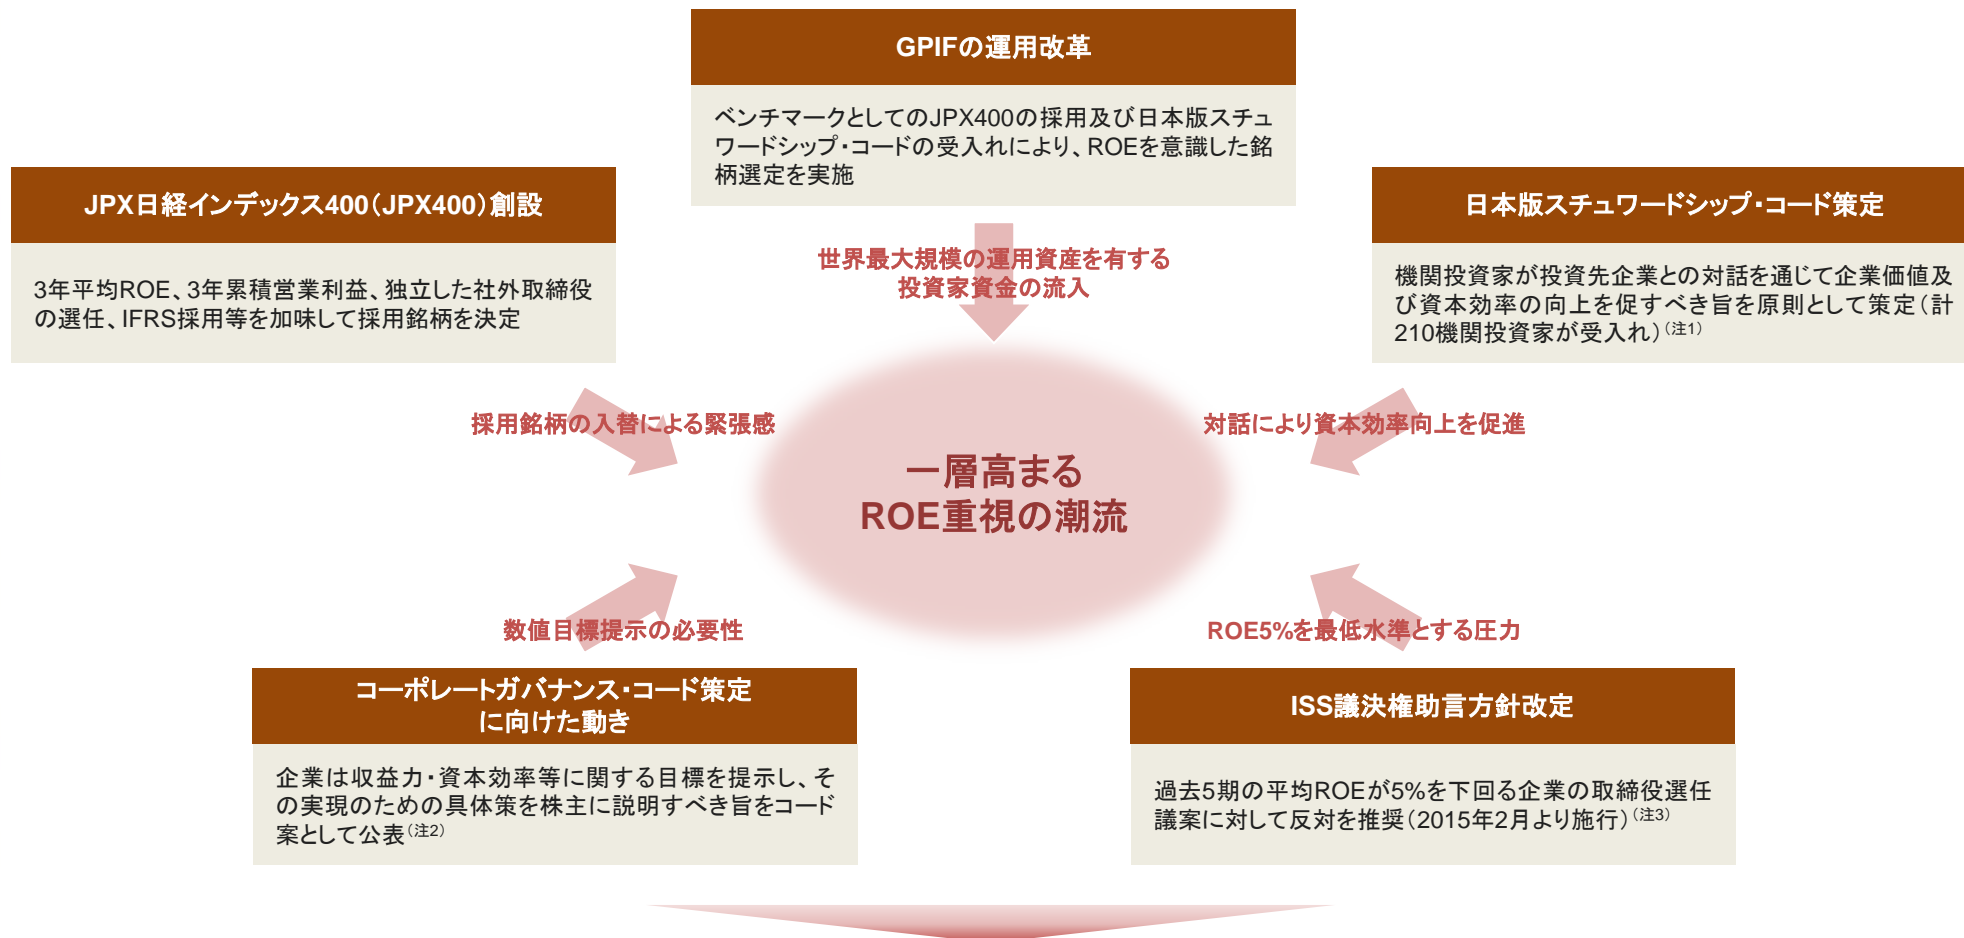 GPIFの運用改革
ベンチマークとしてのJPX400の採用及び日本版スチュ
ワードシップ・コードの受入れにより、ROEを意識した銘
柄選定を実施
JPX日経インデックス400(JPX400)創設
3年平均ROE、3年累積営業利益、独立した社外取締役
の選任、IFRS採用等を加味して採用銘柄を決定
日本版スチュワードシップ・コード策定
機関投資家が投資先企業との対話を通じて企業価値及
び資本効率の向上を促すべき旨を原則として策定(計
210機関投資家が受入れ)(注1)
世界最大規模の運用資産を有する
投資家資金の流入
採用銘柄の入替による緊張感
対話により資本効率向上を促進
一層高まる
ROE重視の潮流
数値目標提示の必要性
ROE5%を最低水準とする圧力
コーポレートガバナンス・コード策定
に向けた動き
企業は収益力・資本効率等に関する目標を提示し、そ
の実現のための具体策を株主に説明すべき旨をコード
案として公表(注2)
ISS議決権助言方針改定
過去5期の平均ROEが5%を下回る企業の取締役選任
議案に対して反対を推奨(2015年2月より施行)(注3)